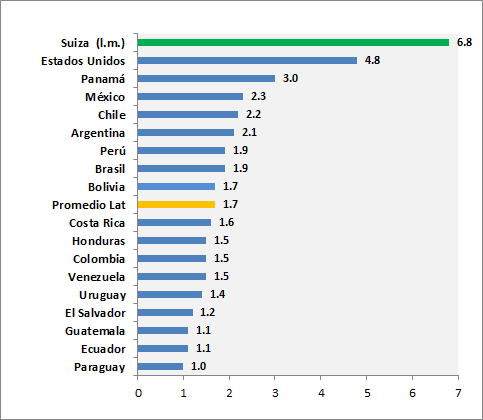 Suiza (l.m.) 6.8
Estados Unidos 4.8
Panamá 3.0
México 2.3
Chile 2.2
Argentina 2.1
Perú 1.9
Brasil 1.9
Bolivia 1.7
Promedio Lat 1.7
Costa Rica 1.6
Honduras 1.5
Colombia 1.5
Venezuela 1.5
Uruguay 1.4
El Salvador 1.2
Guatemala 1.1
Ecuador 1.1
Paraguay 1.0
0 1 2 3 4 5 6 7